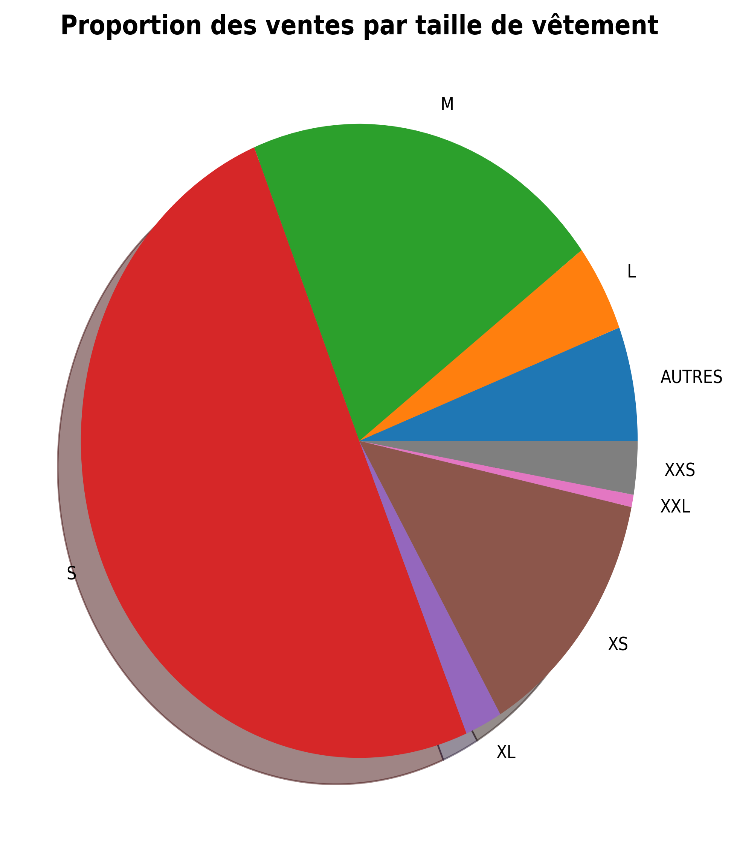 Proportion des ventes par taille de vêtement
M
L
AUTRES
XXS
XXL
S
XS
XL